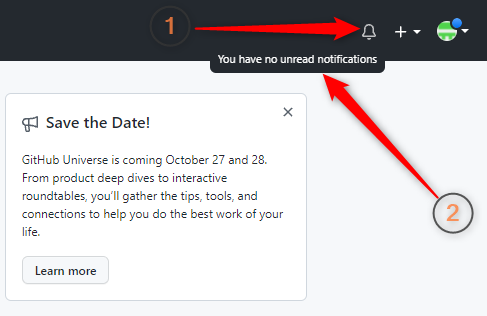 1
You have no unread notifications
Save the Date!
GitHub Universe is coming October 27 and 28.
From product deep dives to interactive
roundtables, you'll gather the tips, tools, and
connections to help you do the best work of your
life.
Learn more
2